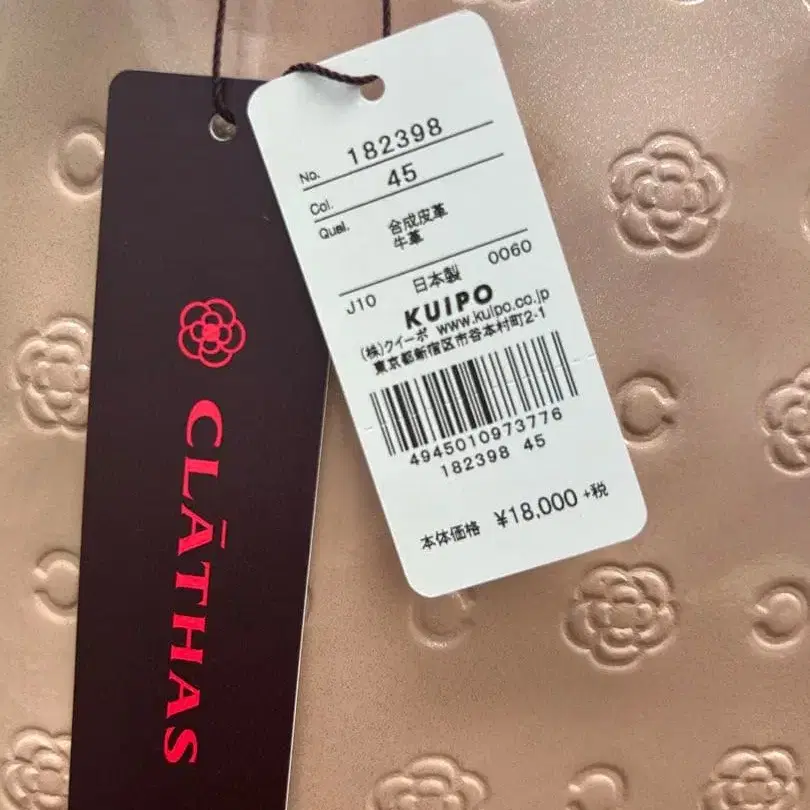 CLĀTHAS
No. 182398
Col. 45
Qual. 合成皮革
牛革
J10 日本製 0060
KUIPO
(株)クイーポ www.kuipo.co.jp
東京都新宿区市谷本村町2-1
4945010973776
182398 45
本体価格 ¥18,000 +税